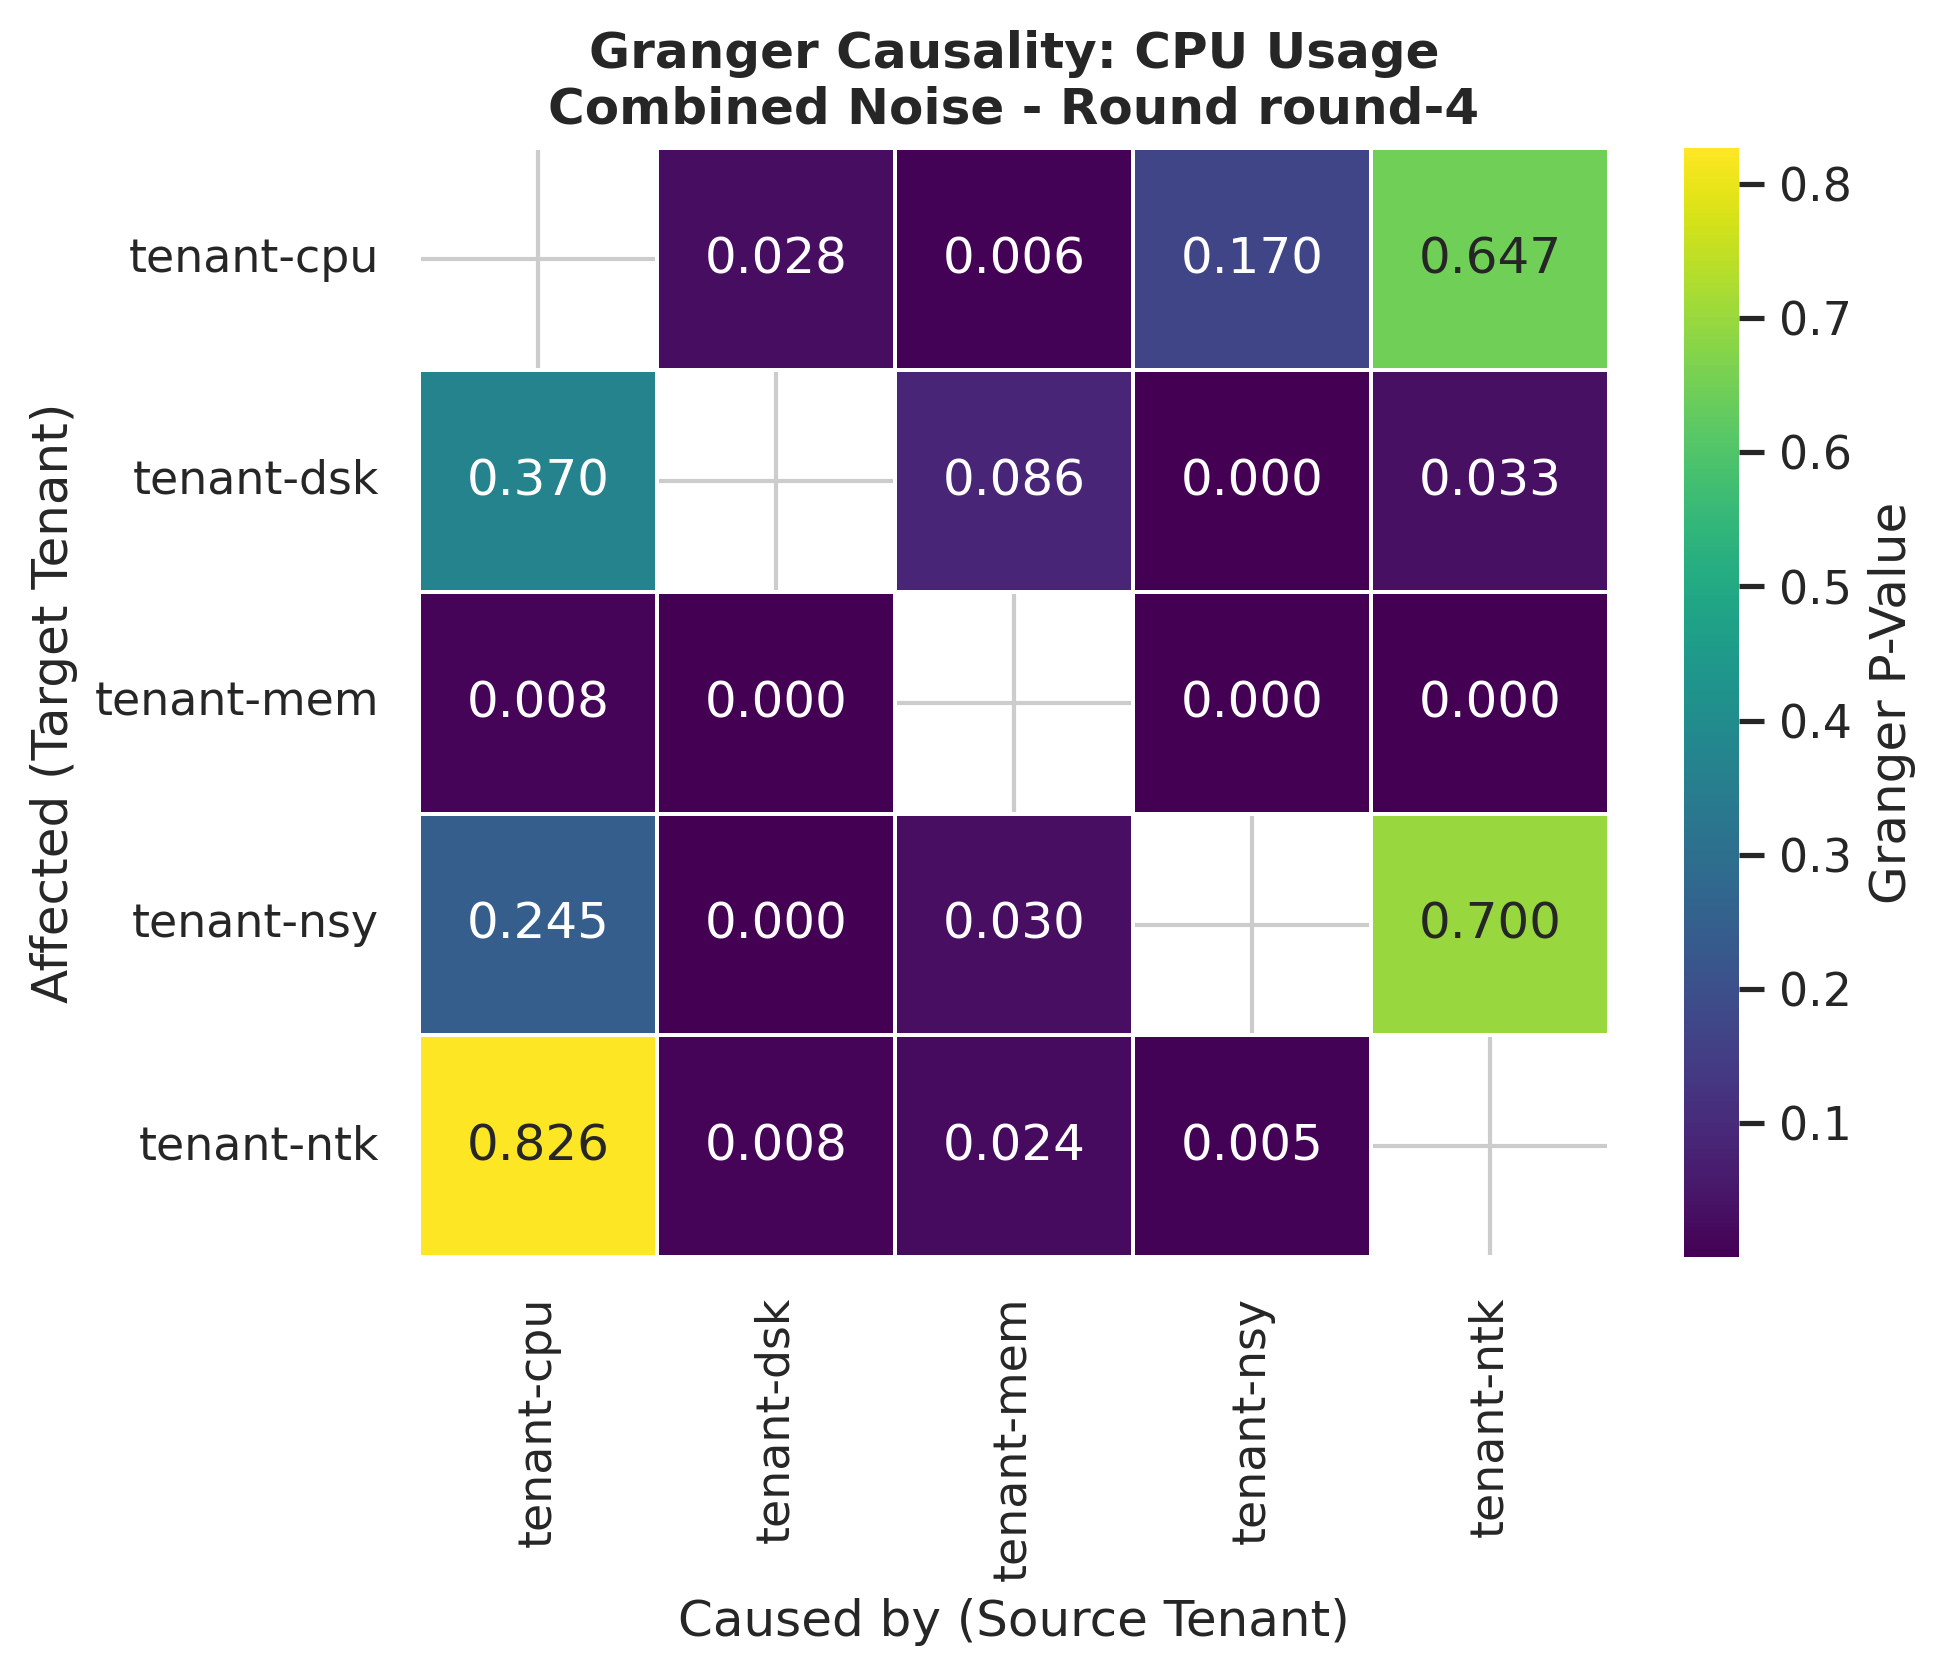 Granger Causality: CPU Usage
Combined Noise - Round round-4
Affected (Target Tenant)
tenant-cpu 0.028 0.006 0.170 0.647
tenant-dsk 0.370 0.086 0.000 0.033
tenant-mem 0.008 0.000 0.000 0.000
tenant-nsy 0.245 0.000 0.030 0.700
tenant-ntk 0.826 0.008 0.024 0.005
tenant-cpu
tenant-dsk
tenant-mem
tenant-nsy
tenant-ntk
Caused by (Source Tenant)
0.8
0.7
0.6
0.5
0.4
0.3
0.2
0.1
Granger P-Value